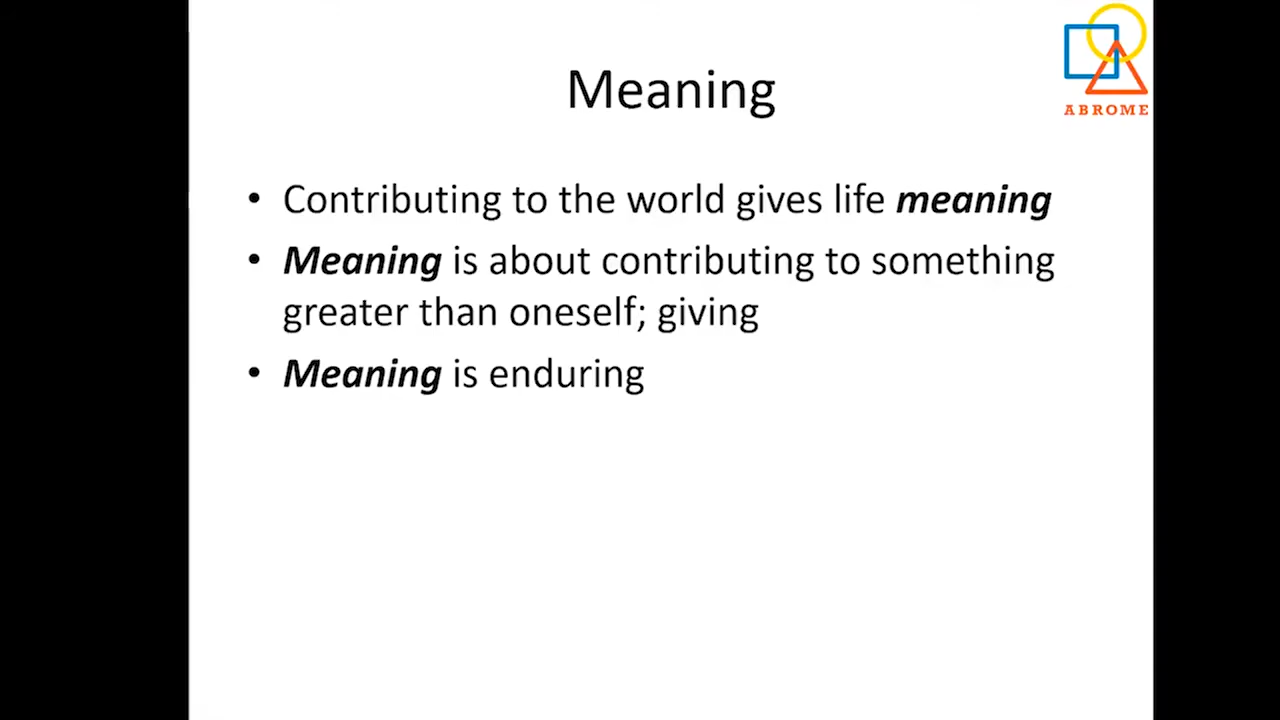 ABROME
Meaning
• Contributing to the world gives life meaning
• Meaning is about contributing to something
greater than oneself; giving
• Meaning is enduring